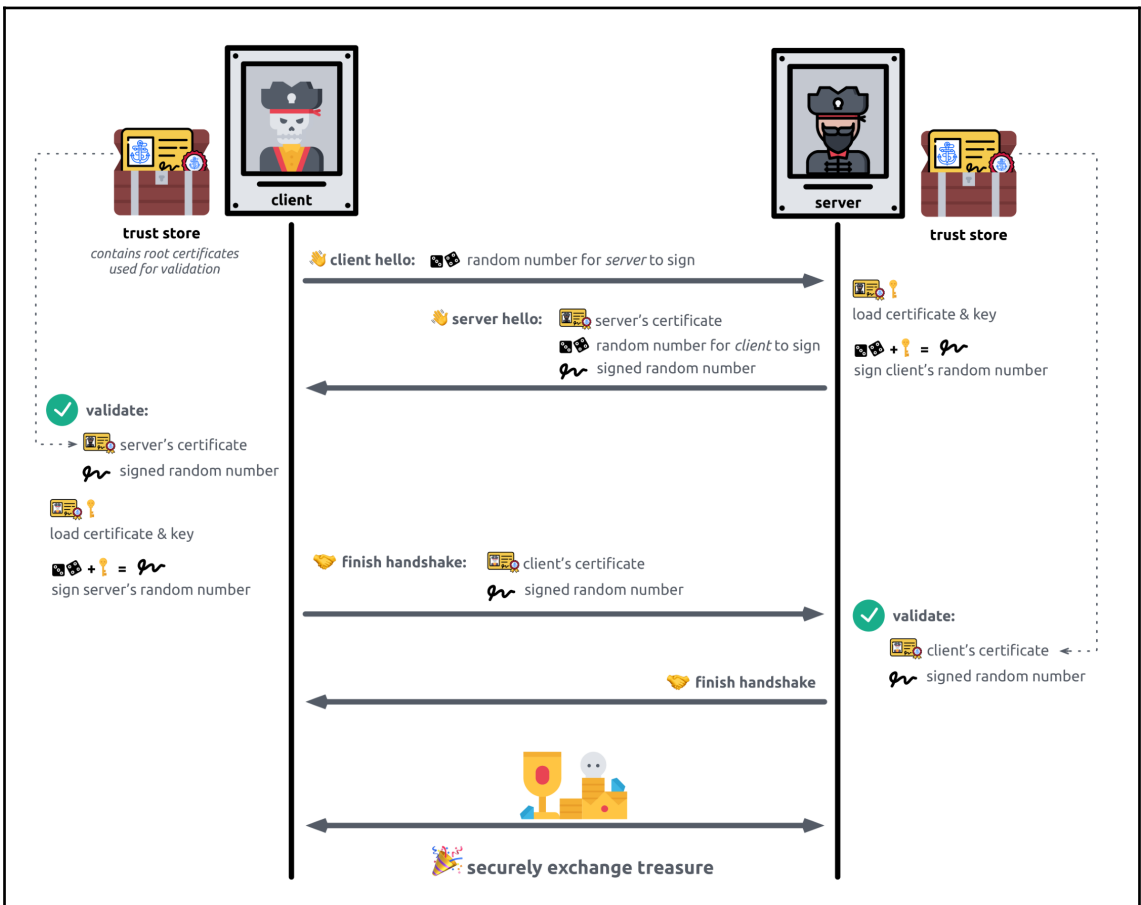 client
server
trust store
contains root certificates
used for validation
trust store
client hello: random number for server to sign
load certificate & key
server hello: server's certificate
random number for client to sign
signed random number
sign client's random number
validate:
server's certificate
signed random number
load certificate & key
+ =
sign server's random number
finish handshake: client's certificate
signed random number
validate:
client's certificate
signed random number
finish handshake
securely exchange treasure